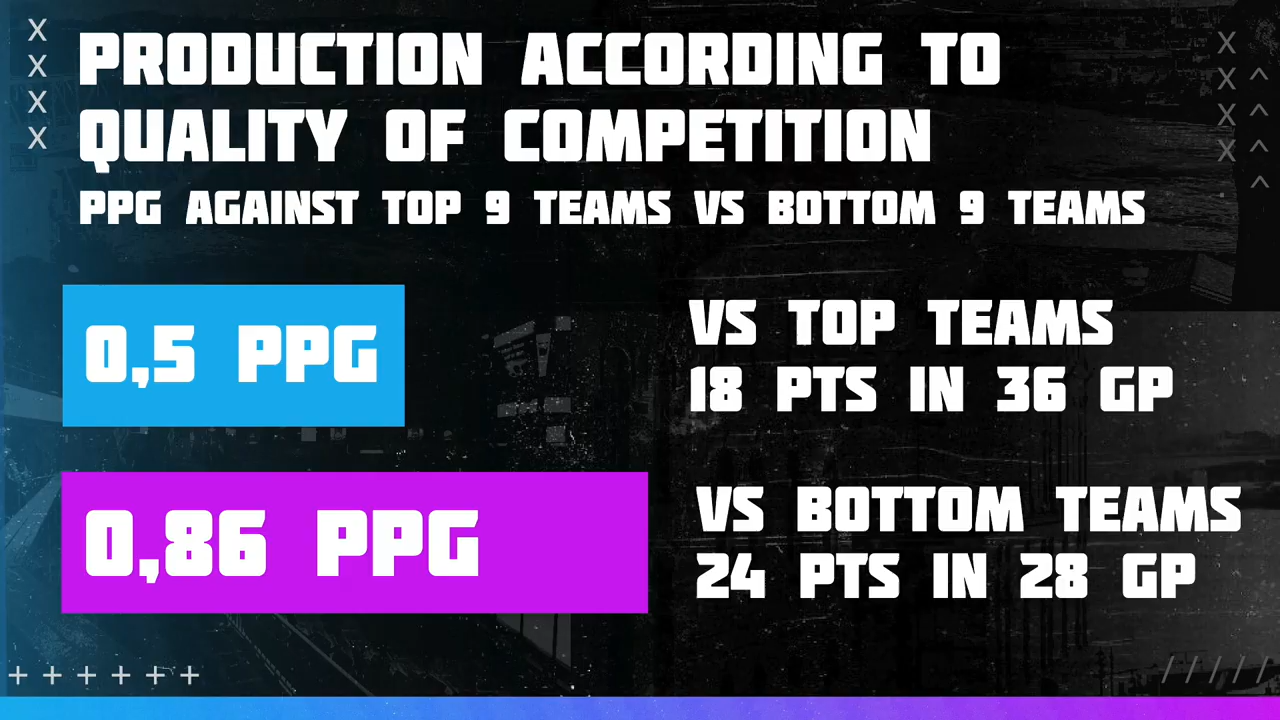 PRODUCTION ACCORDING TO
QUALITY OF COMPETITION
PPG AGAINST TOP 9 TEAMS VS BOTTOM 9 TEAMS
0,5 PPG
VS TOP TEAMS
18 PTS IN 36 GP
0,86 PPG
VS BOTTOM TEAMS
24 PTS IN 28 GP